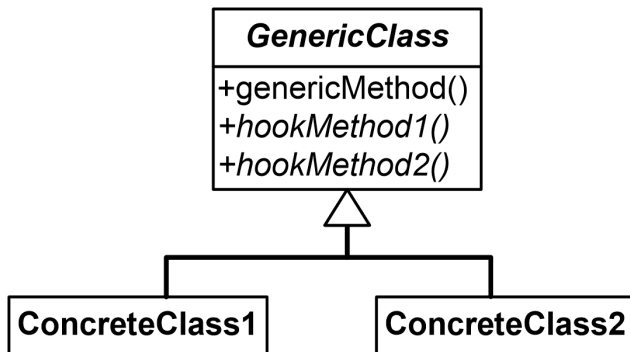 GenericClass
+genericMethod()
+hookMethod1()
+hookMethod2()
ConcreteClass1
ConcreteClass2